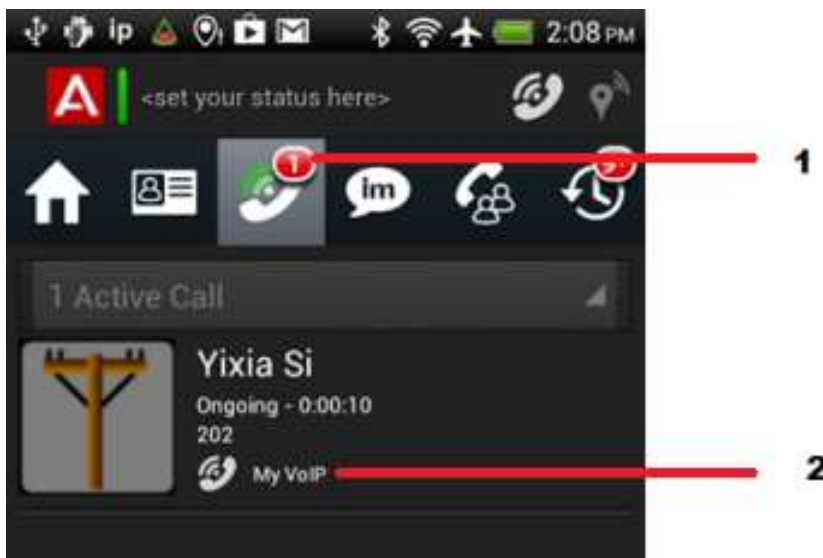 ip 2:08 PM
A <set your status here>
1
im
1
1 Active Call
Yixia Si
Ongoing - 0:00:10
202
My VoIP
2